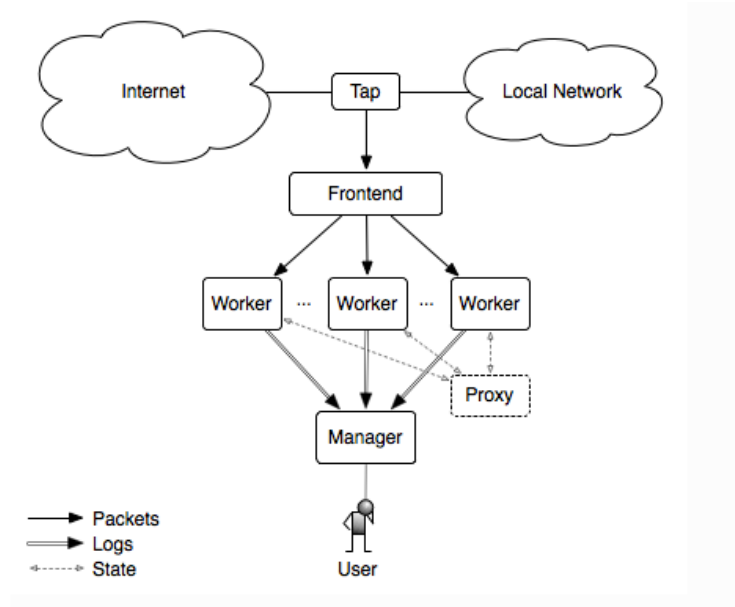 Internet
Tap
Local Network
Frontend
Worker ... Worker ... Worker
Proxy
Manager
Packets
Logs
State
User